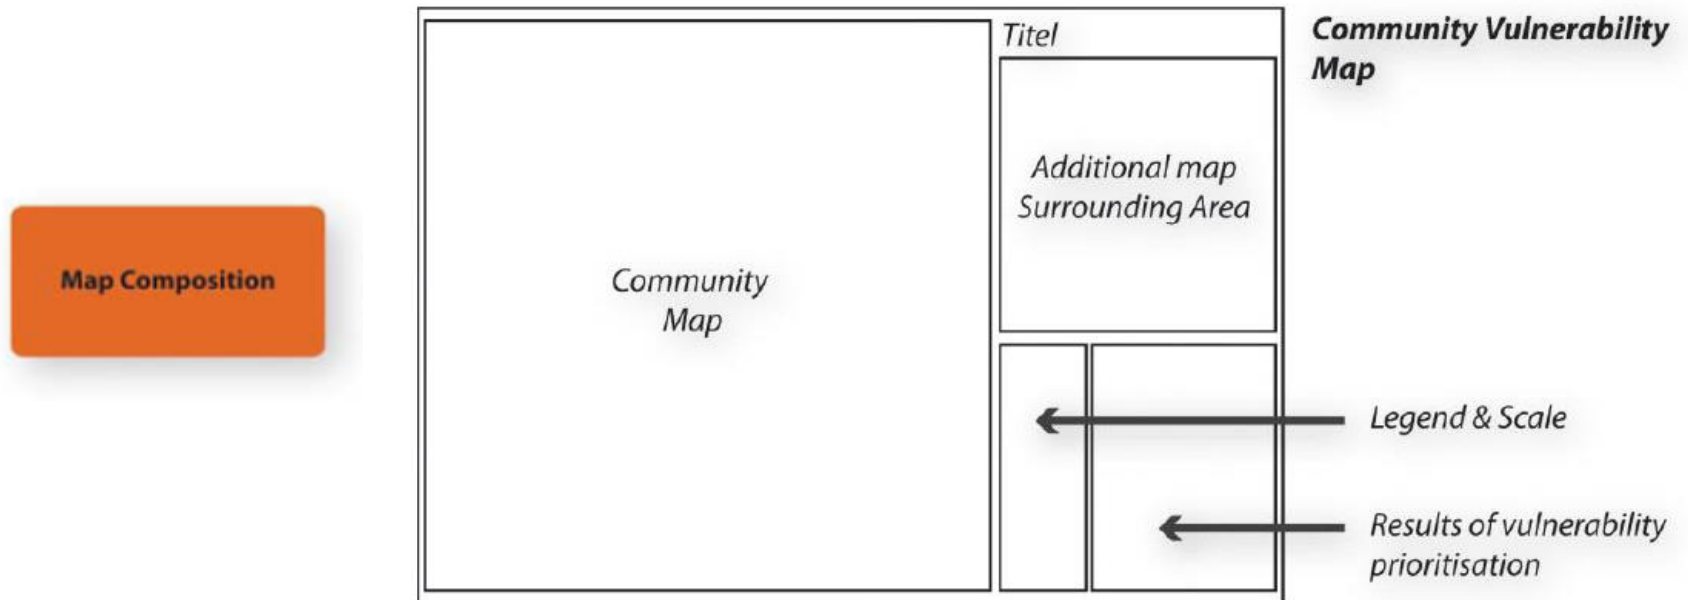 Map Composition
Titel
Community Vulnerability
Map
Additional map
Surrounding Area
Community
Map
Legend & Scale
Results of vulnerability
prioritisation